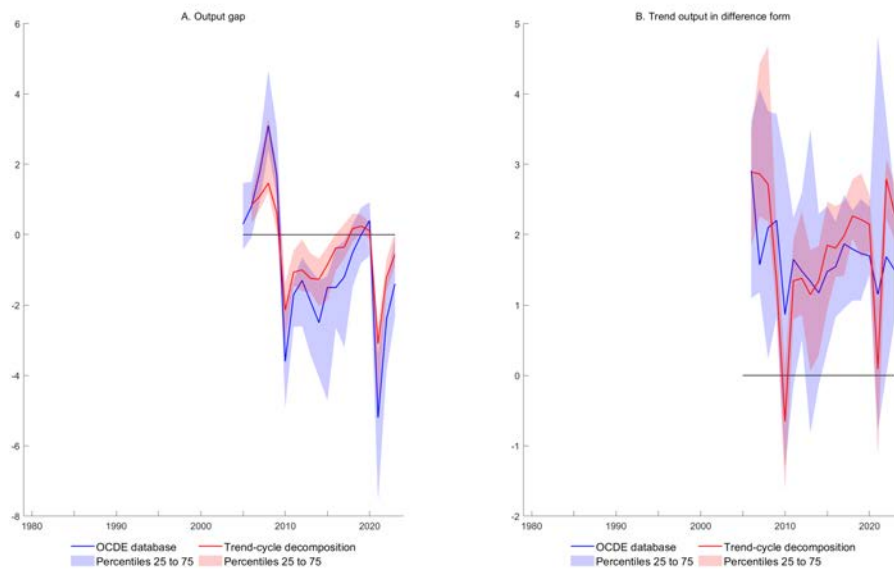 A. Output gap
6
4
2
0
-2
-4
-6
-8
1980 1990 2000 2010 2020
OCDE database Trend-cycle decomposition
Percentiles 25 to 75 Percentiles 25 to 75
B. Trend output in difference form
5
4
3
2
1
0
-1
-2
1980 1990 2000 2010 2020
OCDE database Trend-cycle decomposition
Percentiles 25 to 75 Percentiles 25 to 75